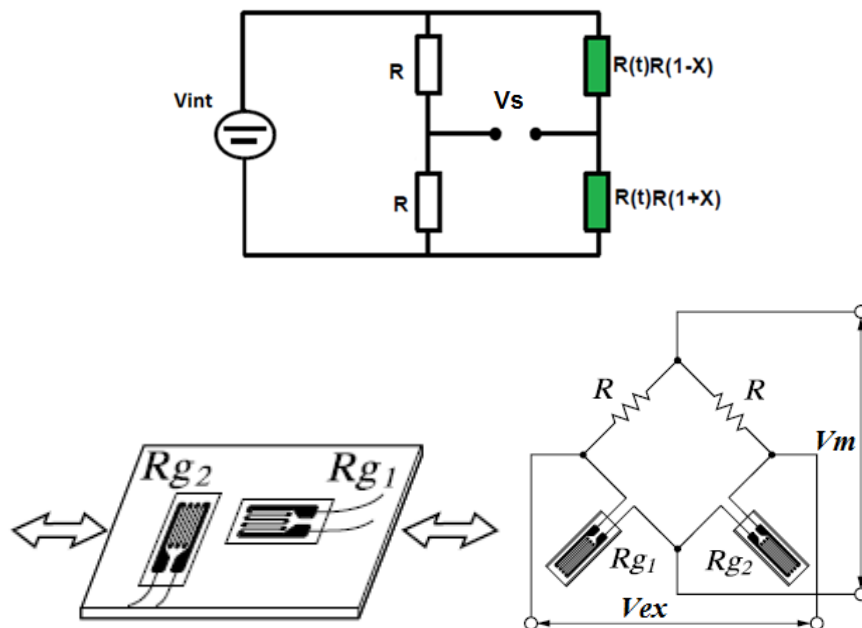 R
R(t)R(1-X)
Vint
Vs
R
R(t)R(1+X)
R
R
Vm
Rg2
Rg1
Rg1
Rg2
Vex